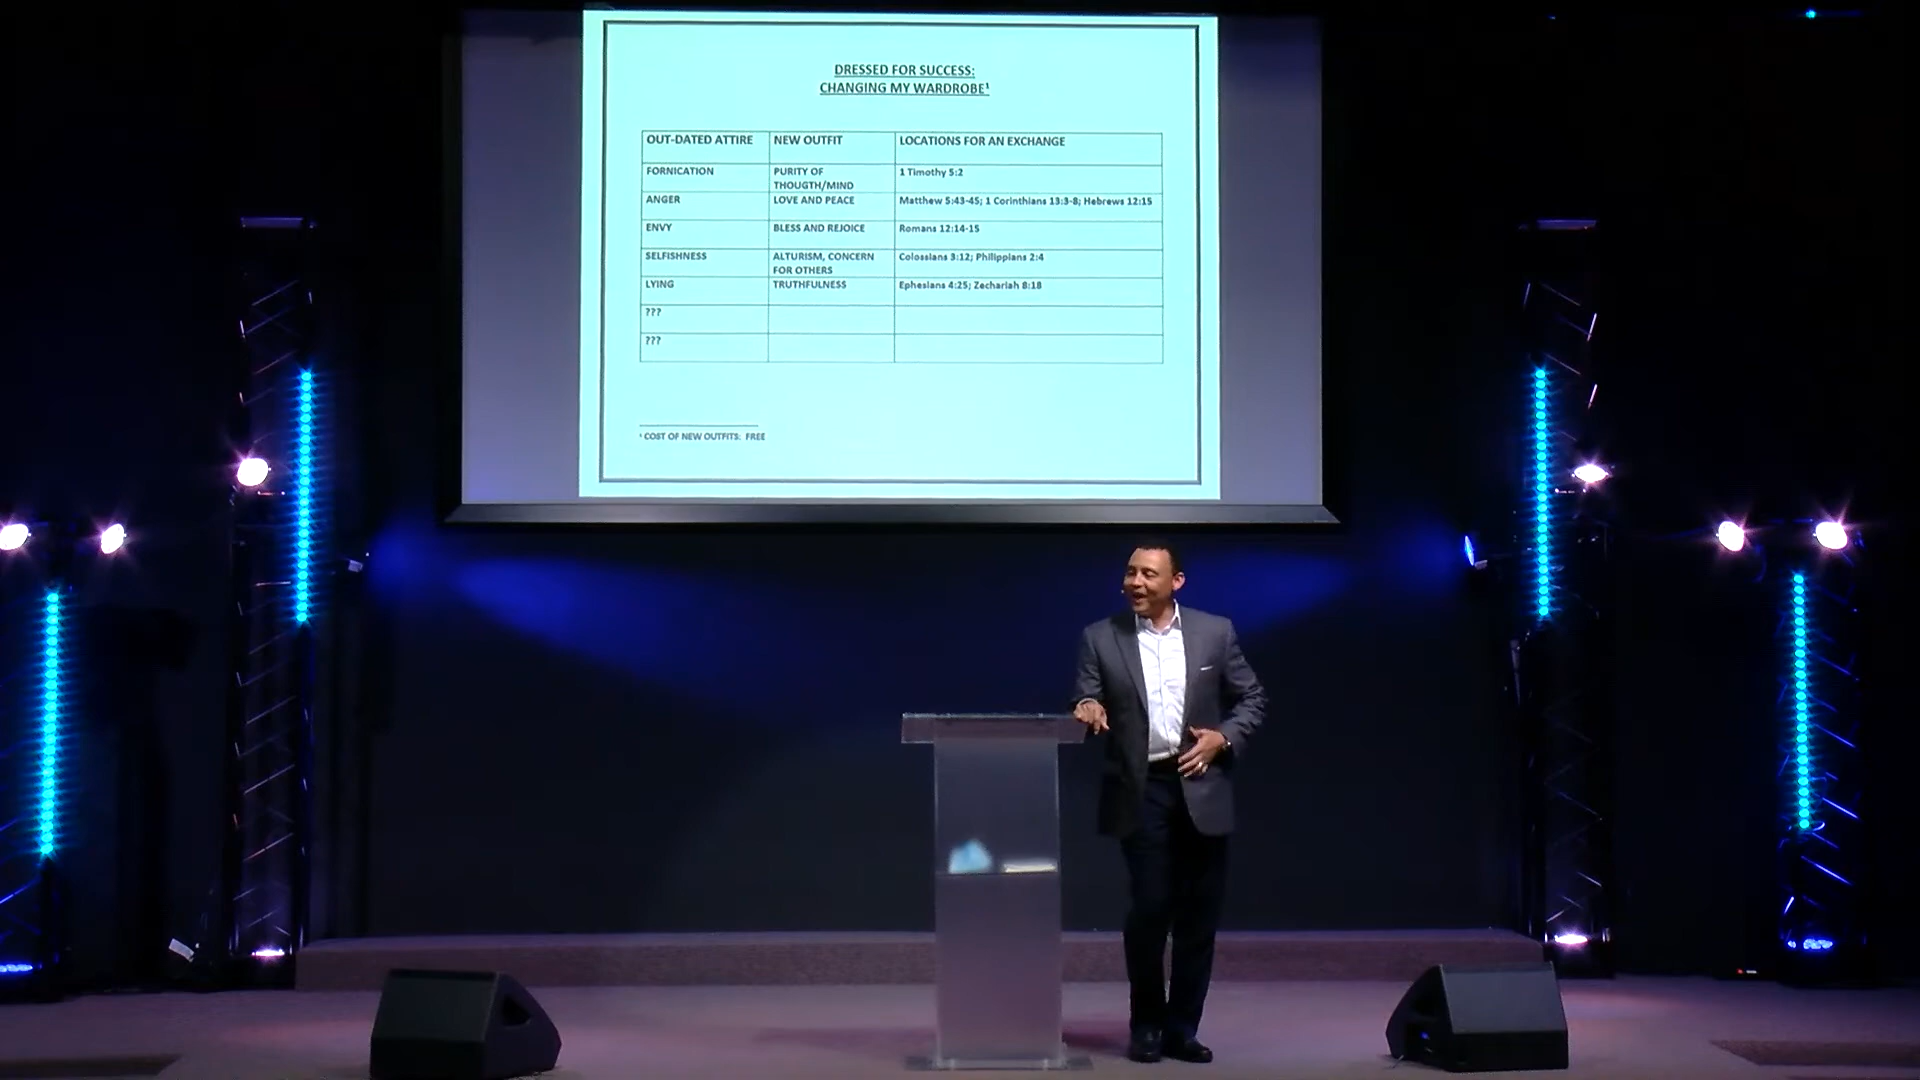 DRESSED FOR SUCCESS:
CHANGING MY WARDROBE¹
OUT-DATED ATTIRE NEW OUTFIT LOCATIONS FOR AN EXCHANGE
FORNICATION PURITY OF THOUGTH/MIND 1 Timothy 5:2
ANGER LOVE AND PEACE Matthew 5:43-45; 1 Corinthians 13:3-8; Hebrews 12:15
ENVY BLESS AND REJOICE Romans 12:14-15
SELFISHNESS ALTURISM, CONCERN FOR OTHERS Colossians 3:12; Philippians 2:4
LYING TRUTHFULNESS Ephesians 4:25; Zechariah 8:18
???
???
¹ COST OF NEW OUTFITS: FREE